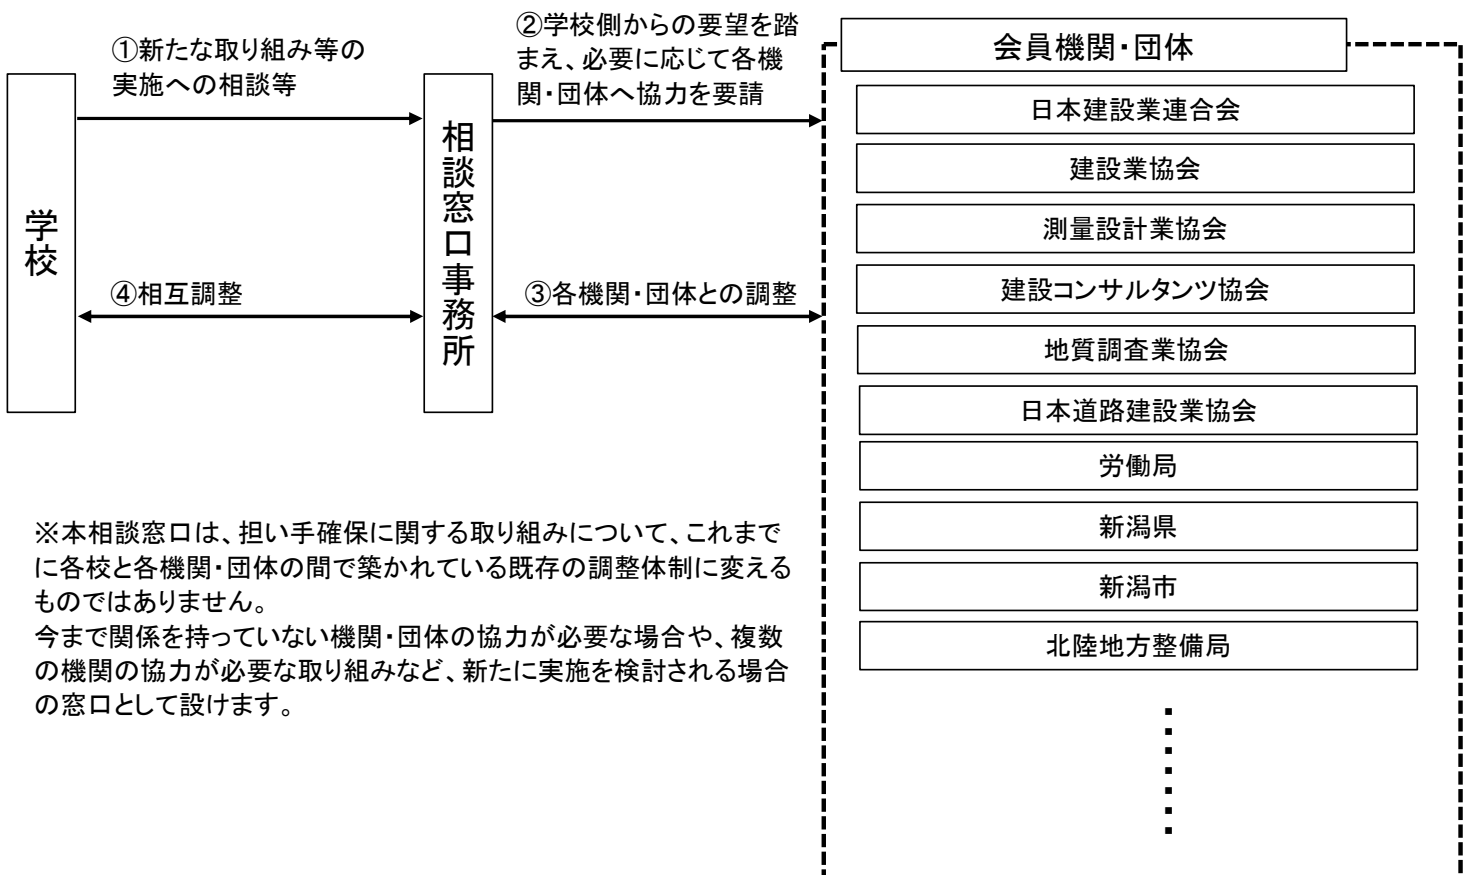 ①新たな取り組み等の
実施への相談等
②学校側からの要望を踏
まえ、必要に応じて各機
関・団体へ協力を要請
学校
相談窓口事務所
④相互調整
③各機関・団体との調整
会員機関・団体
日本建設業連合会
建設業協会
測量設計業協会
建設コンサルタンツ協会
地質調査業協会
日本道路建設業協会
労働局
新潟県
新潟市
北陸地方整備局
※本相談窓口は、担い手確保に関する取り組みについて、これまで
に各校と各機関・団体の間で築かれている既存の調整体制に変える
ものではありません。
今まで関係を持っていない機関・団体の協力が必要な場合や、複数
の機関の協力が必要な取り組みなど、新たに実施を検討される場合
の窓口として設けます。